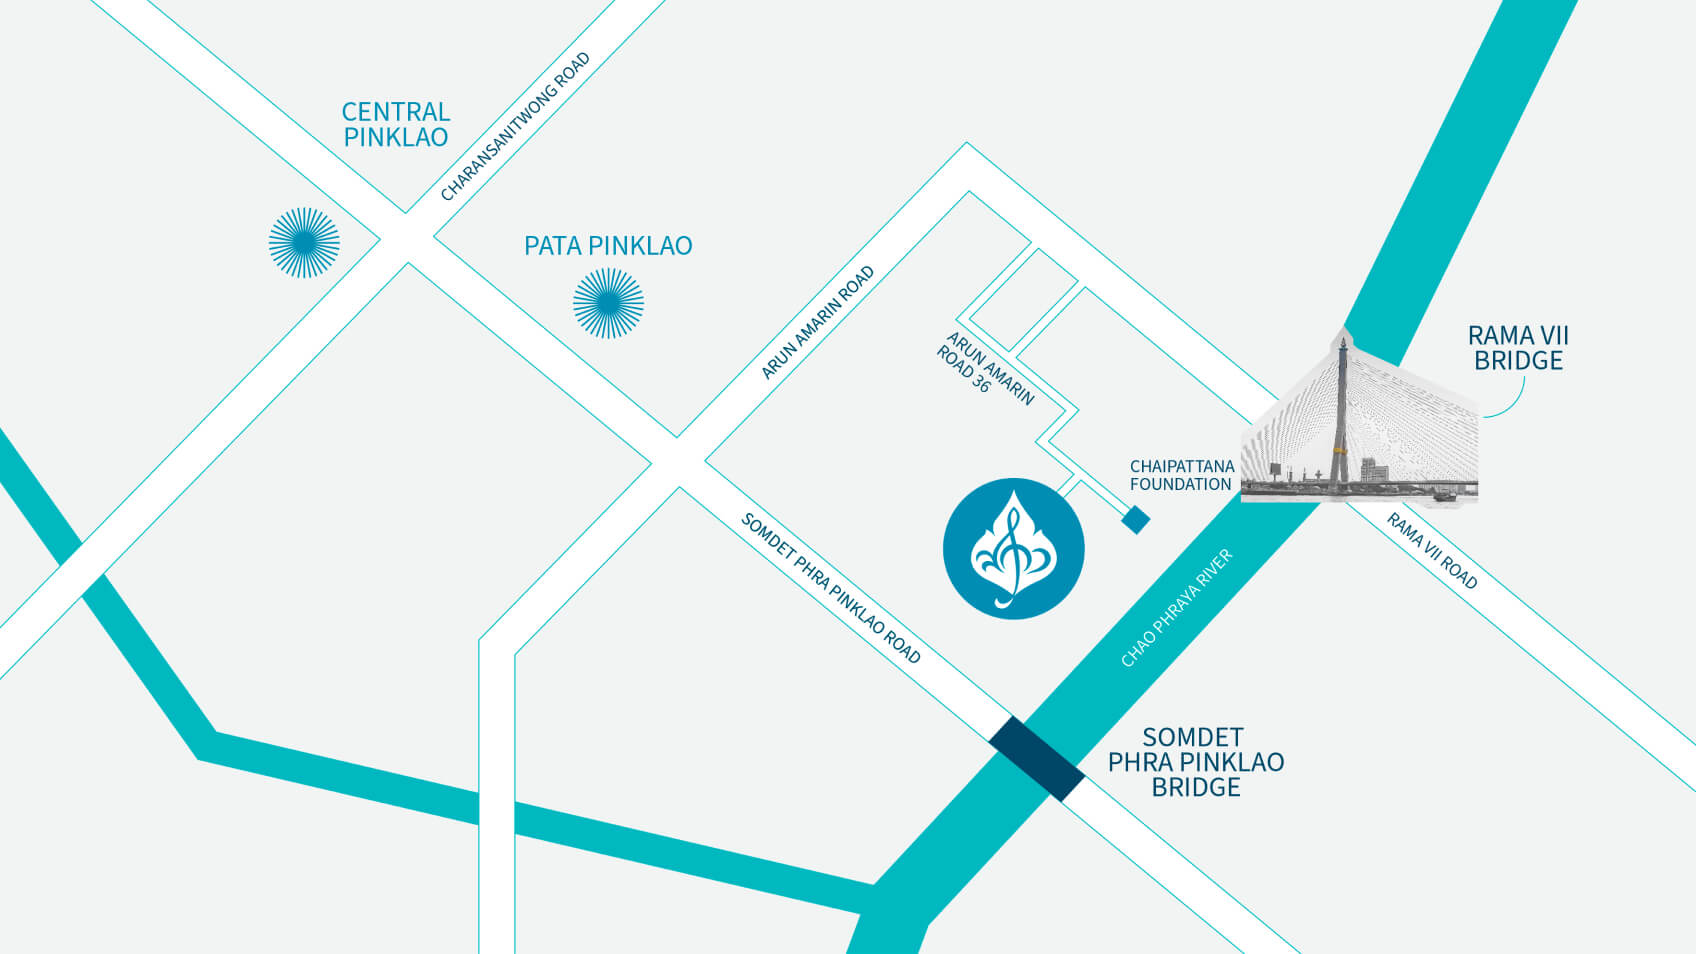 CENTRAL
PINKLAO
CHARANSANITWONG ROAD
PATA PINKLAO
ARUN AMARIN ROAD
ARUN AMARIN
ROAD 36
RAMA VII
BRIDGE
CHAIPATTANA
FOUNDATION
RAMA VII ROAD
SOMDET PHRA PINKLAO ROAD
CHAO PHRAYA RIVER
SOMDET
PHRA PINKLAO
BRIDGE